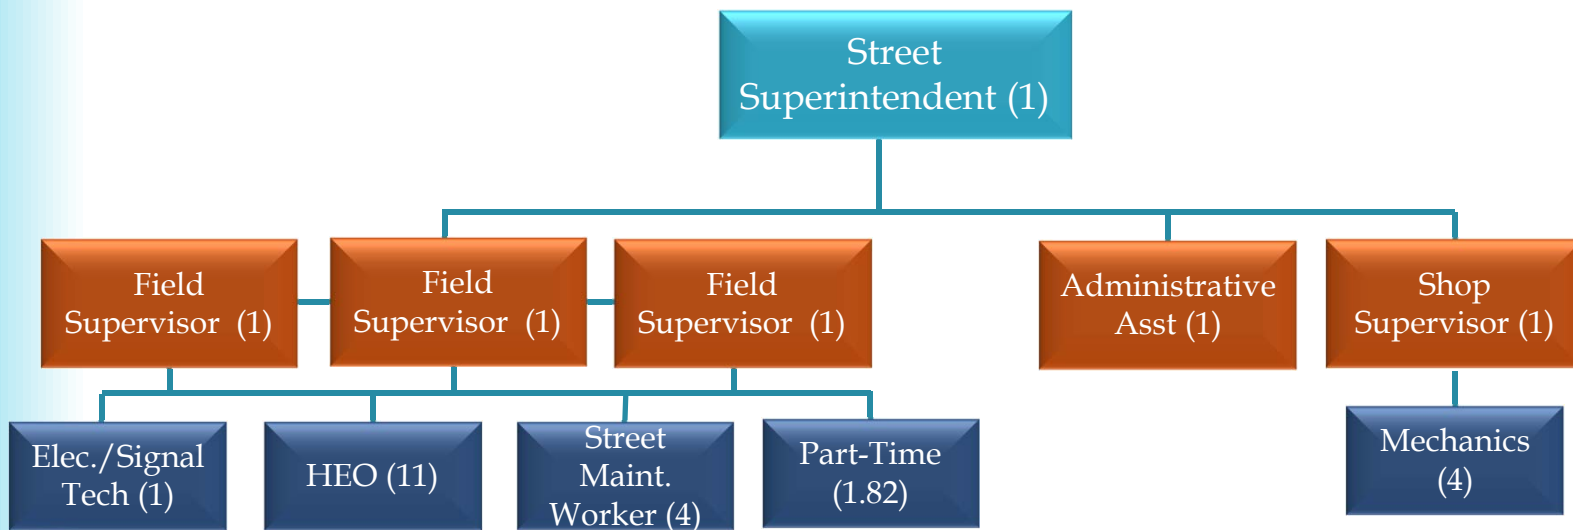 Street
Superintendent (1)
Field
Supervisor (1)
Field
Supervisor (1)
Field
Supervisor (1)
Administrative
Asst (1)
Shop
Supervisor (1)
Elec./Signal
Tech (1)
HEO (11)
Street
Maint.
Worker (4)
Part-Time
(1.82)
Mechanics
(4)